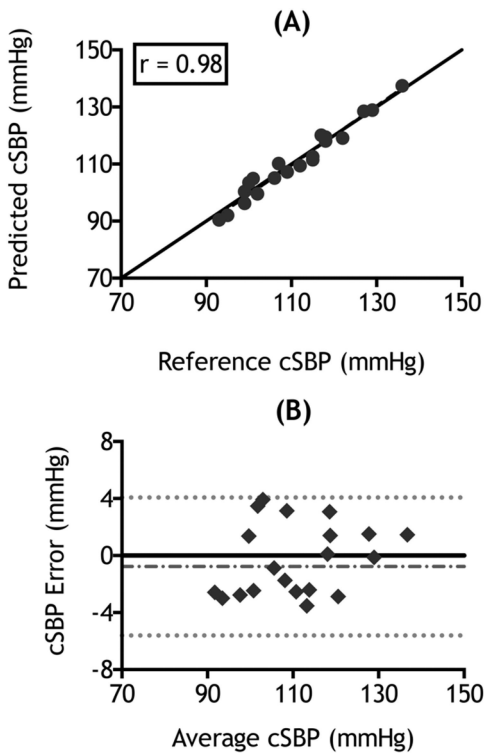 (A)
r = 0.98
Predicted cSBP (mmHg)
150
130
110
90
70
70 90 110 130 150
Reference cSBP (mmHg)
(B)
cSBP Error (mmHg)
8
4
0
-4
-8
70 90 110 130 150
Average cSBP (mmHg)